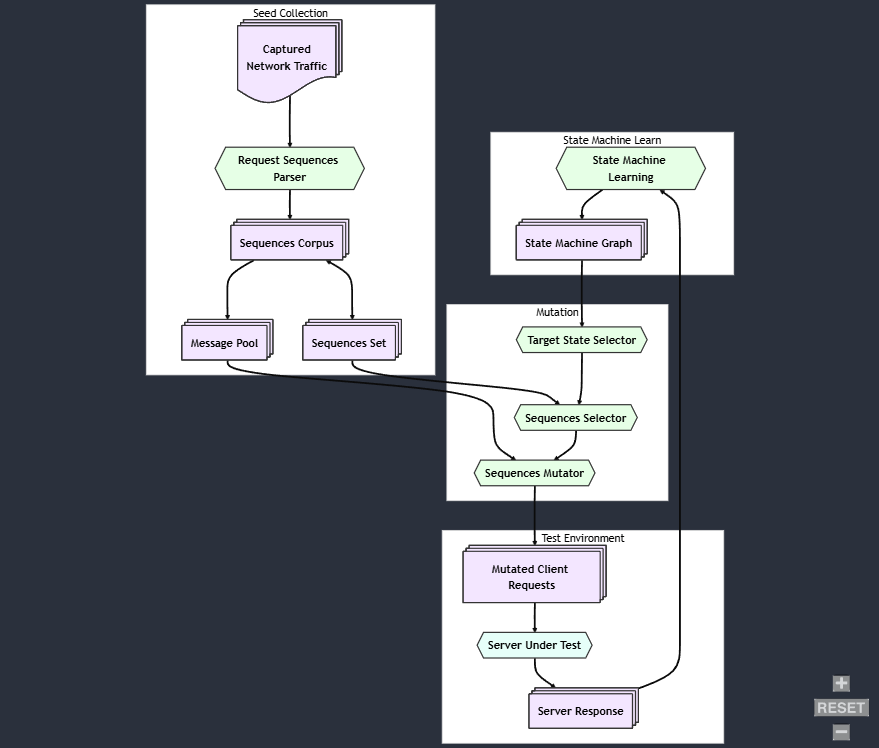 Seed Collection
Captured
Network Traffic
Request Sequences
Parser
Sequences Corpus
Message Pool
Sequences Set
State Machine Learn
State Machine
Learning
State Machine Graph
Mutation
Target State Selector
Sequences Selector
Sequences Mutator
Test Environment
Mutated Client
Requests
Server Under Test
Server Response
+
RESET
−